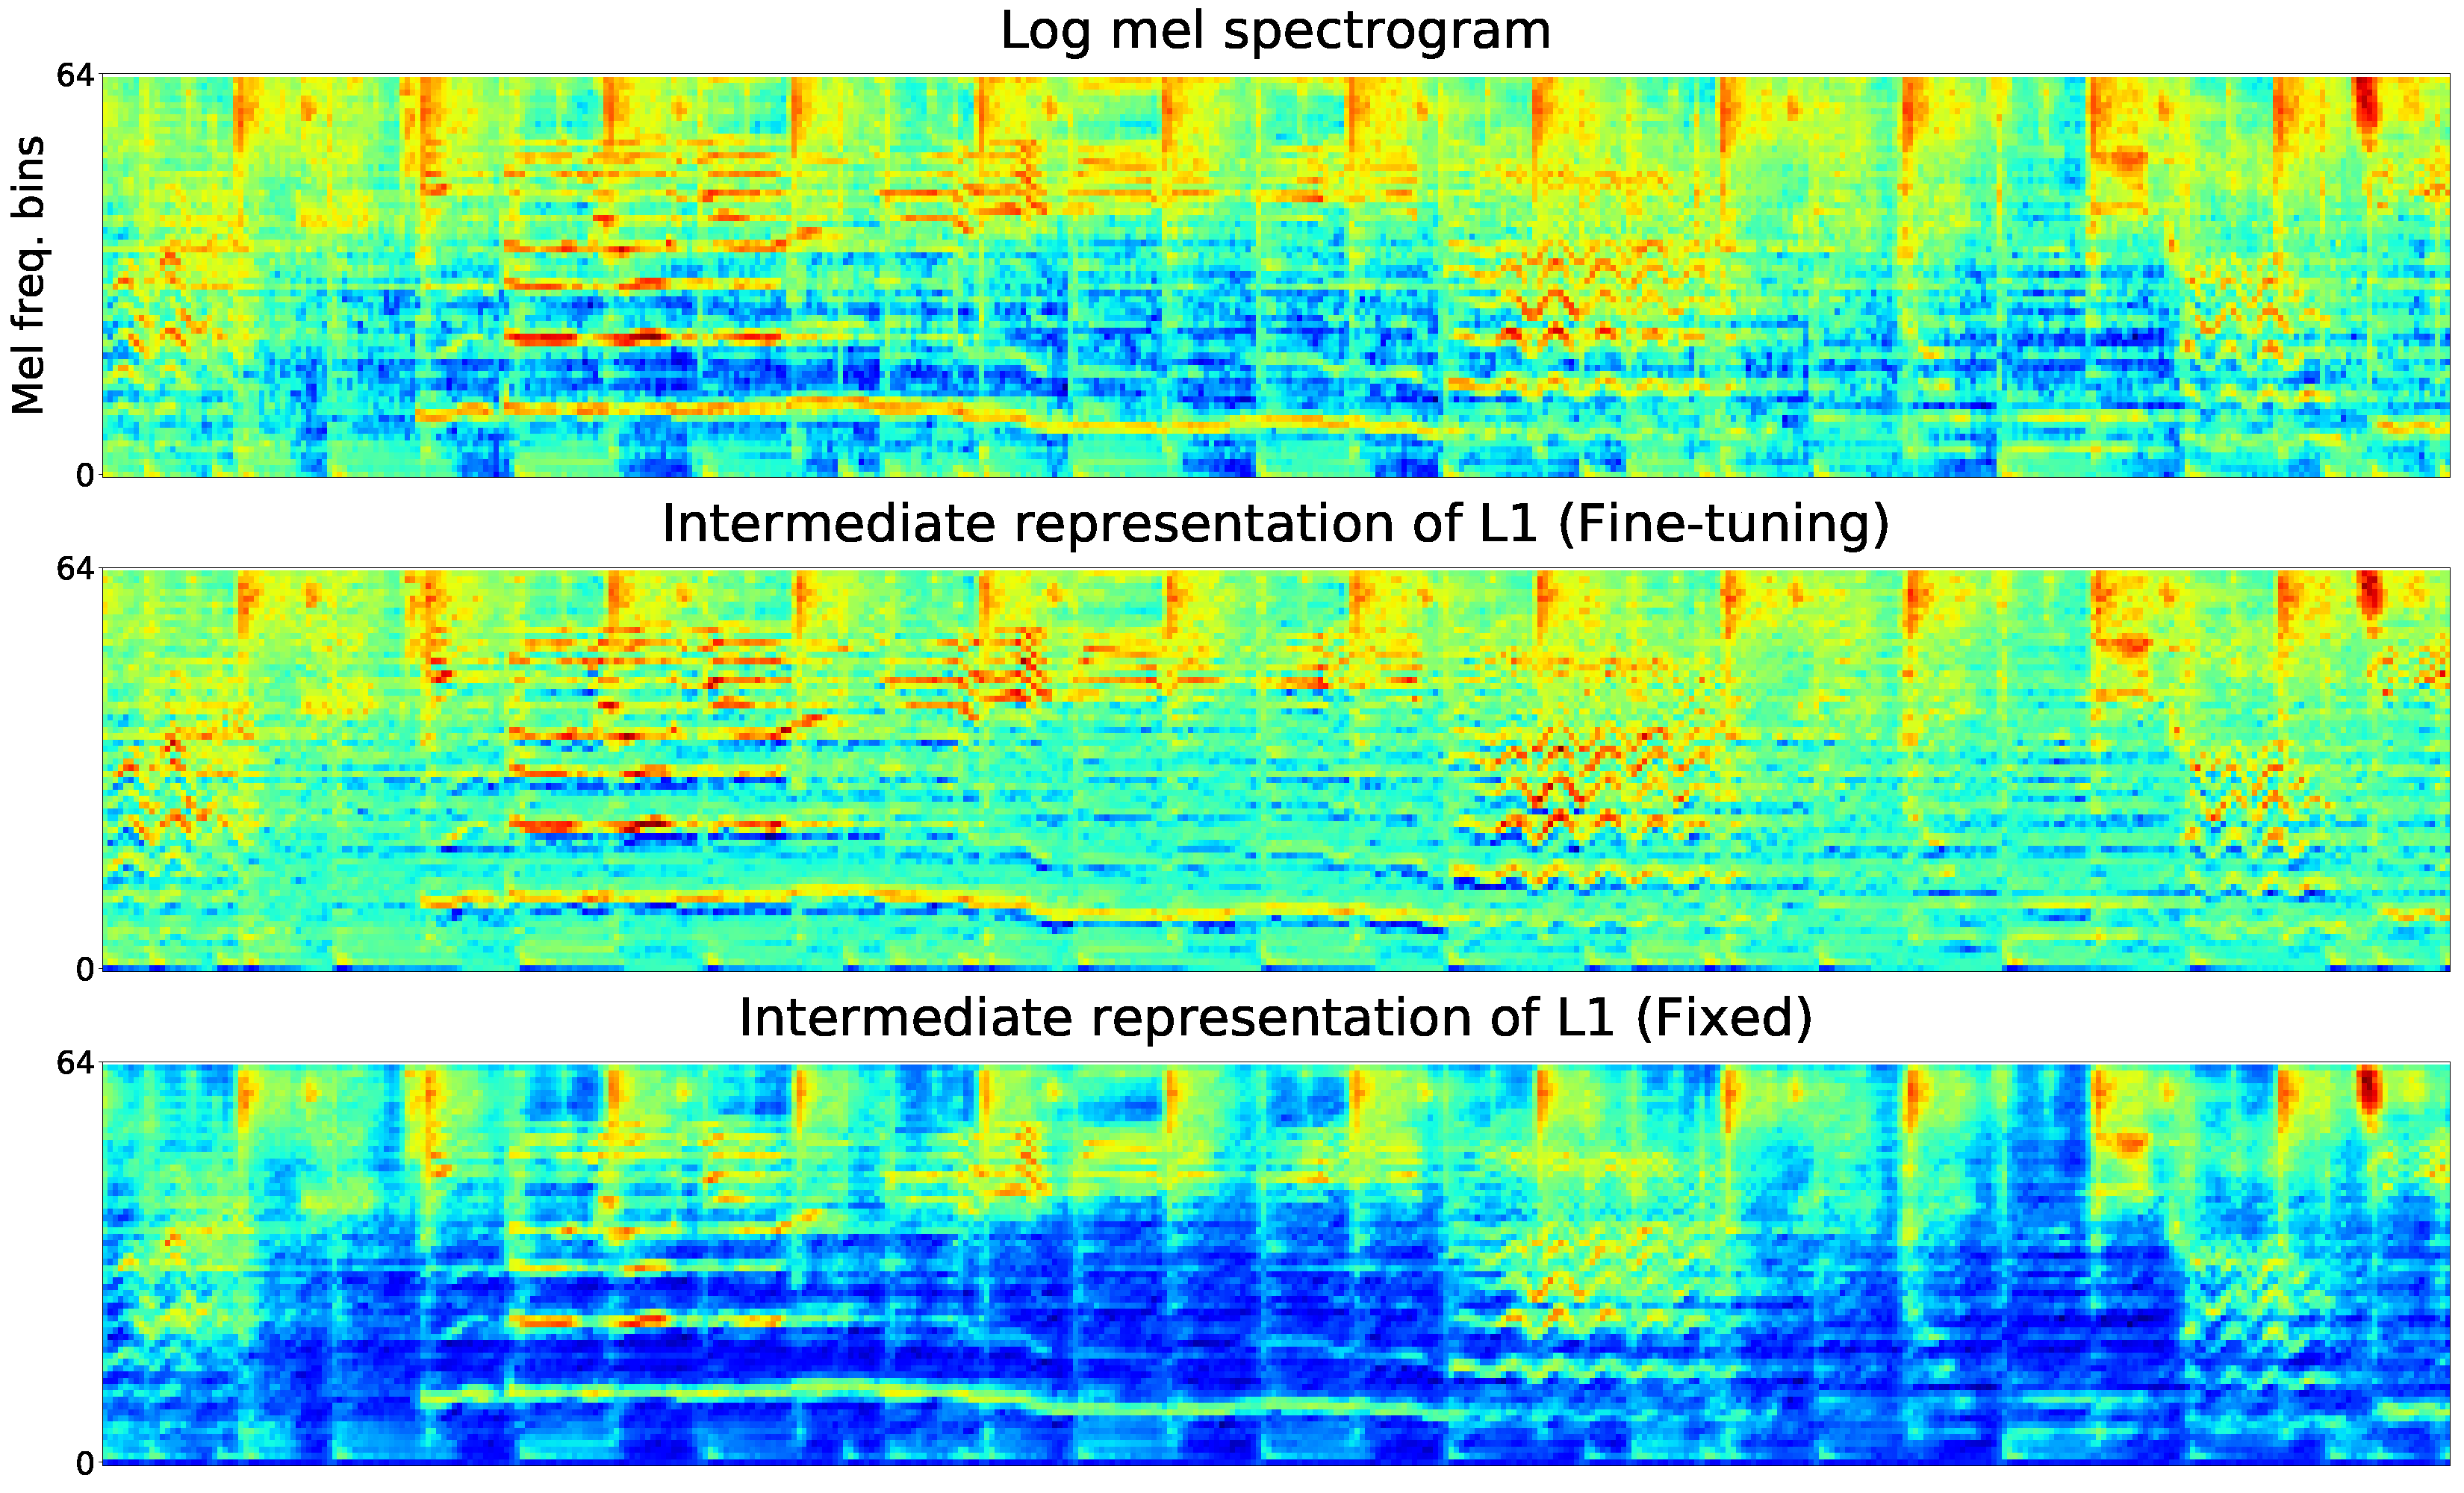 Log mel spectrogram
64
Mel freq. bins
0
Intermediate representation of L1 (Fine-tuning)
64
0
Intermediate representation of L1 (Fixed)
64
0